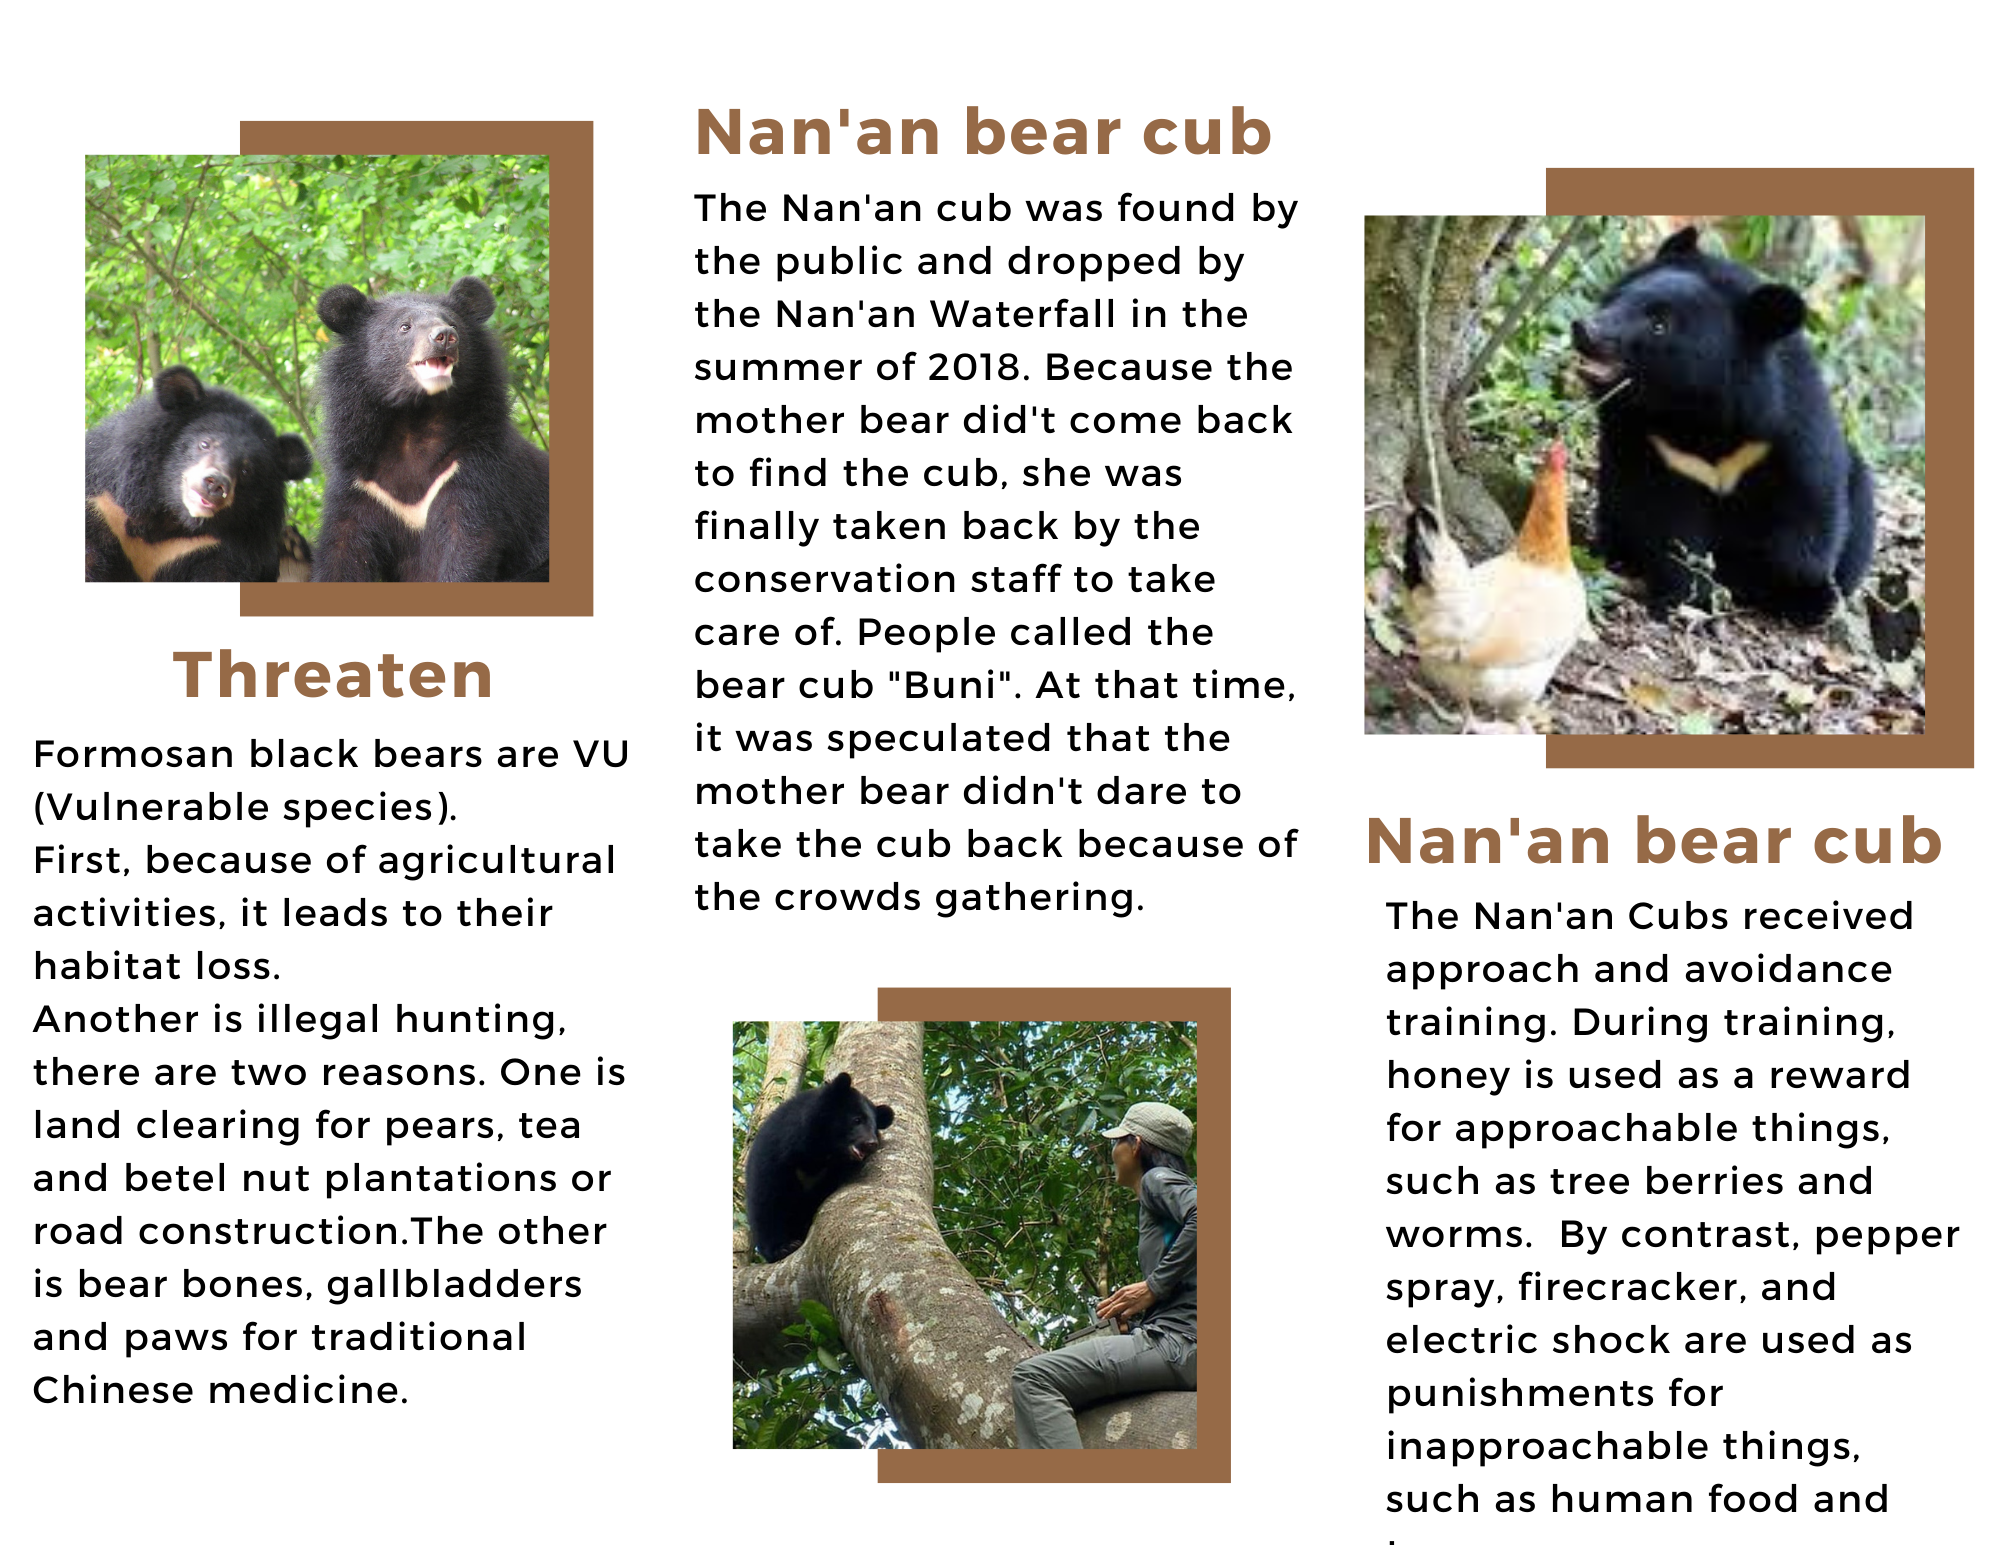 Threaten
Formosan black bears are VU
(Vulnerable species).
First, because of agricultural
activities, it leads to their
habitat loss.
Another is illegal hunting,
there are two reasons. One is
land clearing for pears, tea
and betel nut plantations or
road construction.The other
is bear bones, gallbladders
and paws for traditional
Chinese medicine.
Nan'an bear cub
The Nan'an cub was found by
the public and dropped by
the Nan'an Waterfall in the
summer of 2018. Because the
mother bear did't come back
to find the cub, she was
finally taken back by the
conservation staff to take
care of. People called the
bear cub "Buni". At that time,
it was speculated that the
mother bear didn't dare to
take the cub back because of
the crowds gathering.
Nan'an bear cub
The Nan'an Cubs received
approach and avoidance
training. During training,
honey is used as a reward
for approachable things,
such as tree berries and
worms.  By contrast, pepper
spray, firecracker, and
electric shock are used as
punishments for
inapproachable things,
such as human food and